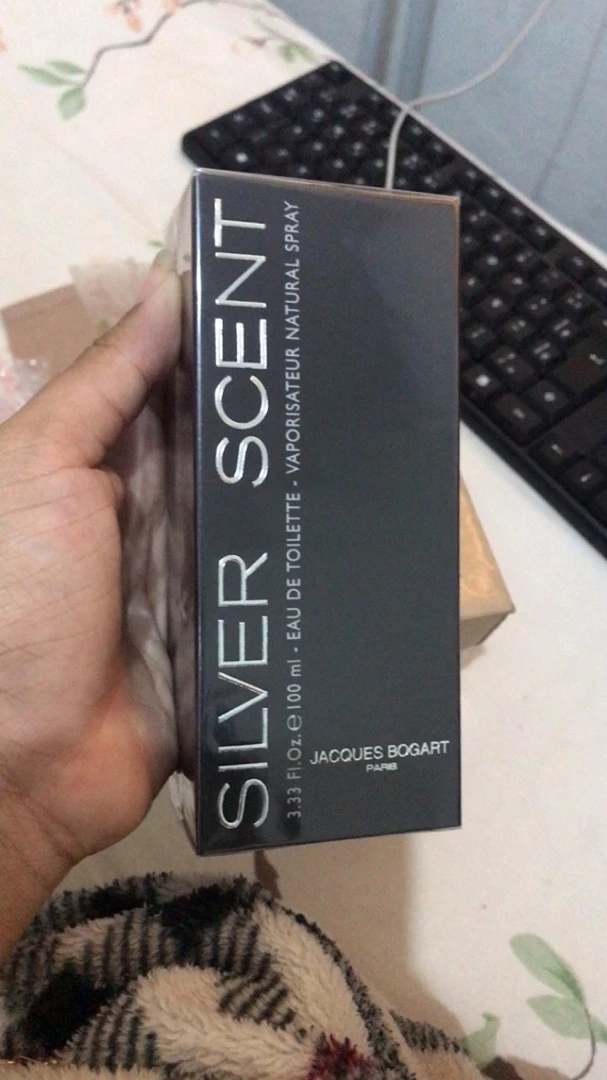 SILVER SCENT
3.33 Fl.Oz. ℮ 100 ml - EAU DE TOILETTE - VAPORISATEUR NATURAL SPRAY
JACQUES BOGART
PARIS